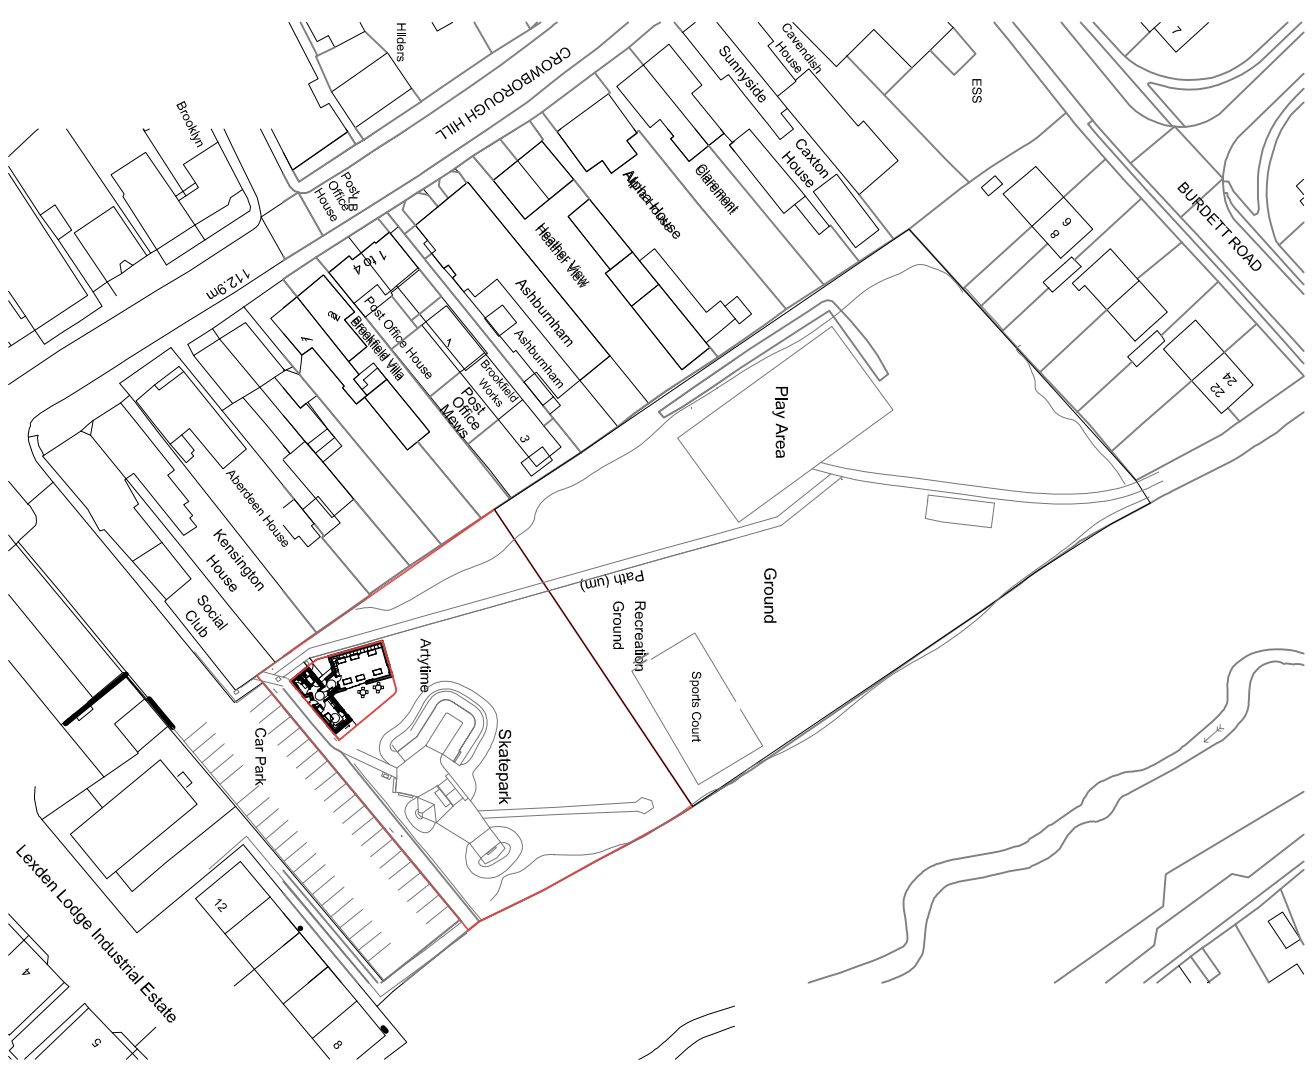 Hilders
CROWBOROUGH HILL
Cavendish
House
Sunnyside
7
ESS
Brooklyn
Post
Office
House
LB
Caxton
House
Claremont
Alpha House
BURDETT ROAD
6
8
112.9m
1 to 4
Heather View
Ashburnham
Post Office House
Brookfield Villa
1
Ashburnham
Brookfield
Works
Post
Office
Mews
3
24
22
Play Area
Aberdeen House
Kensington
House
Social
Club
Path (um)
Ground
Recreation
Ground
Artytime
Sports Court
Skatepark
Car Park
Lexden Lodge Industrial Estate
12
4
5
8